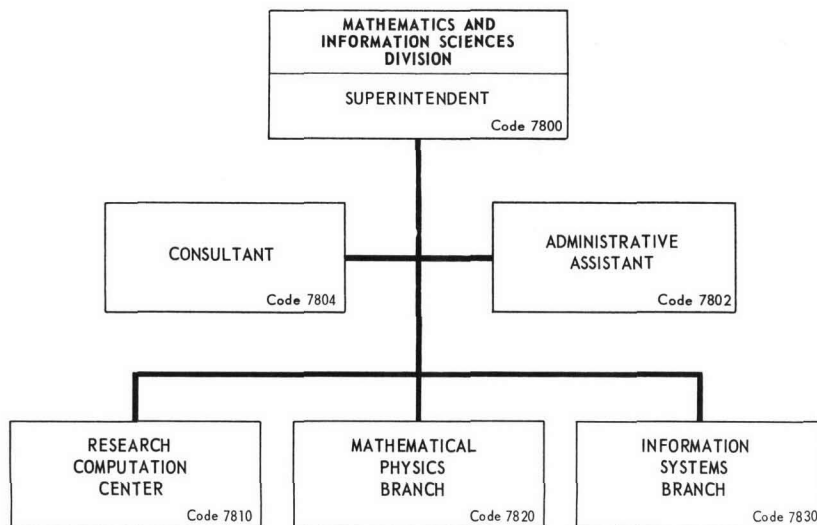 MATHEMATICS AND
INFORMATION SCIENCES
DIVISION
SUPERINTENDENT
Code 7800
CONSULTANT
Code 7804
ADMINISTRATIVE
ASSISTANT
Code 7802
RESEARCH
COMPUTATION
CENTER
Code 7810
MATHEMATICAL
PHYSICS
BRANCH
Code 7820
INFORMATION
SYSTEMS
BRANCH
Code 7830